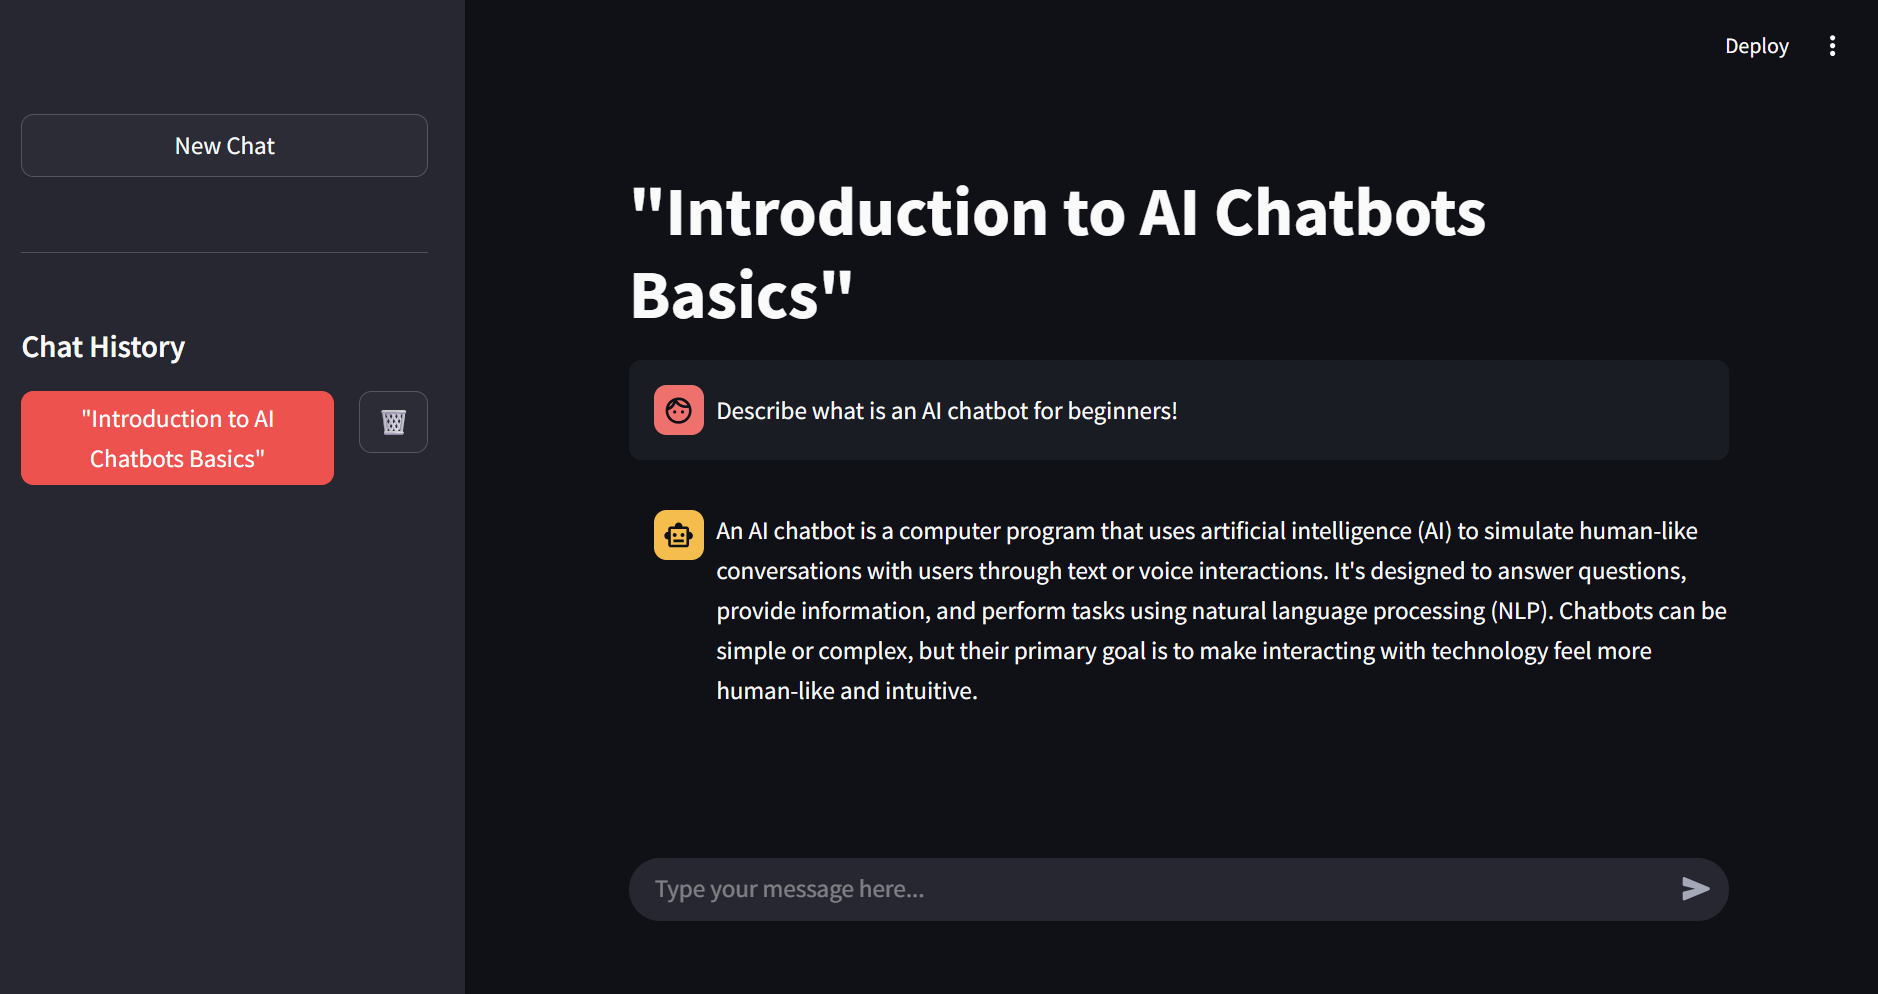 Deploy
New Chat
Chat History
"Introduction to AI
Chatbots Basics"
"Introduction to AI Chatbots
Basics"
Describe what is an AI chatbot for beginners!
An AI chatbot is a computer program that uses artificial intelligence (AI) to simulate human-like
conversations with users through text or voice interactions. It's designed to answer questions,
provide information, and perform tasks using natural language processing (NLP). Chatbots can be
simple or complex, but their primary goal is to make interacting with technology feel more
human-like and intuitive.
Type your message here...